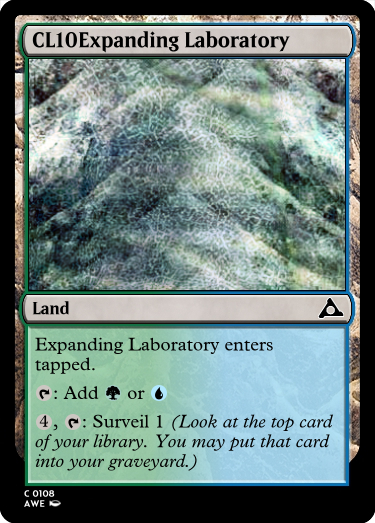 CL10Expanding Laboratory
Land
Expanding Laboratory enters
tapped.
: Add or
4 , : Surveil 1 (Look at the top card
of your library. You may put that card
into your graveyard.)
C 0108
AWE